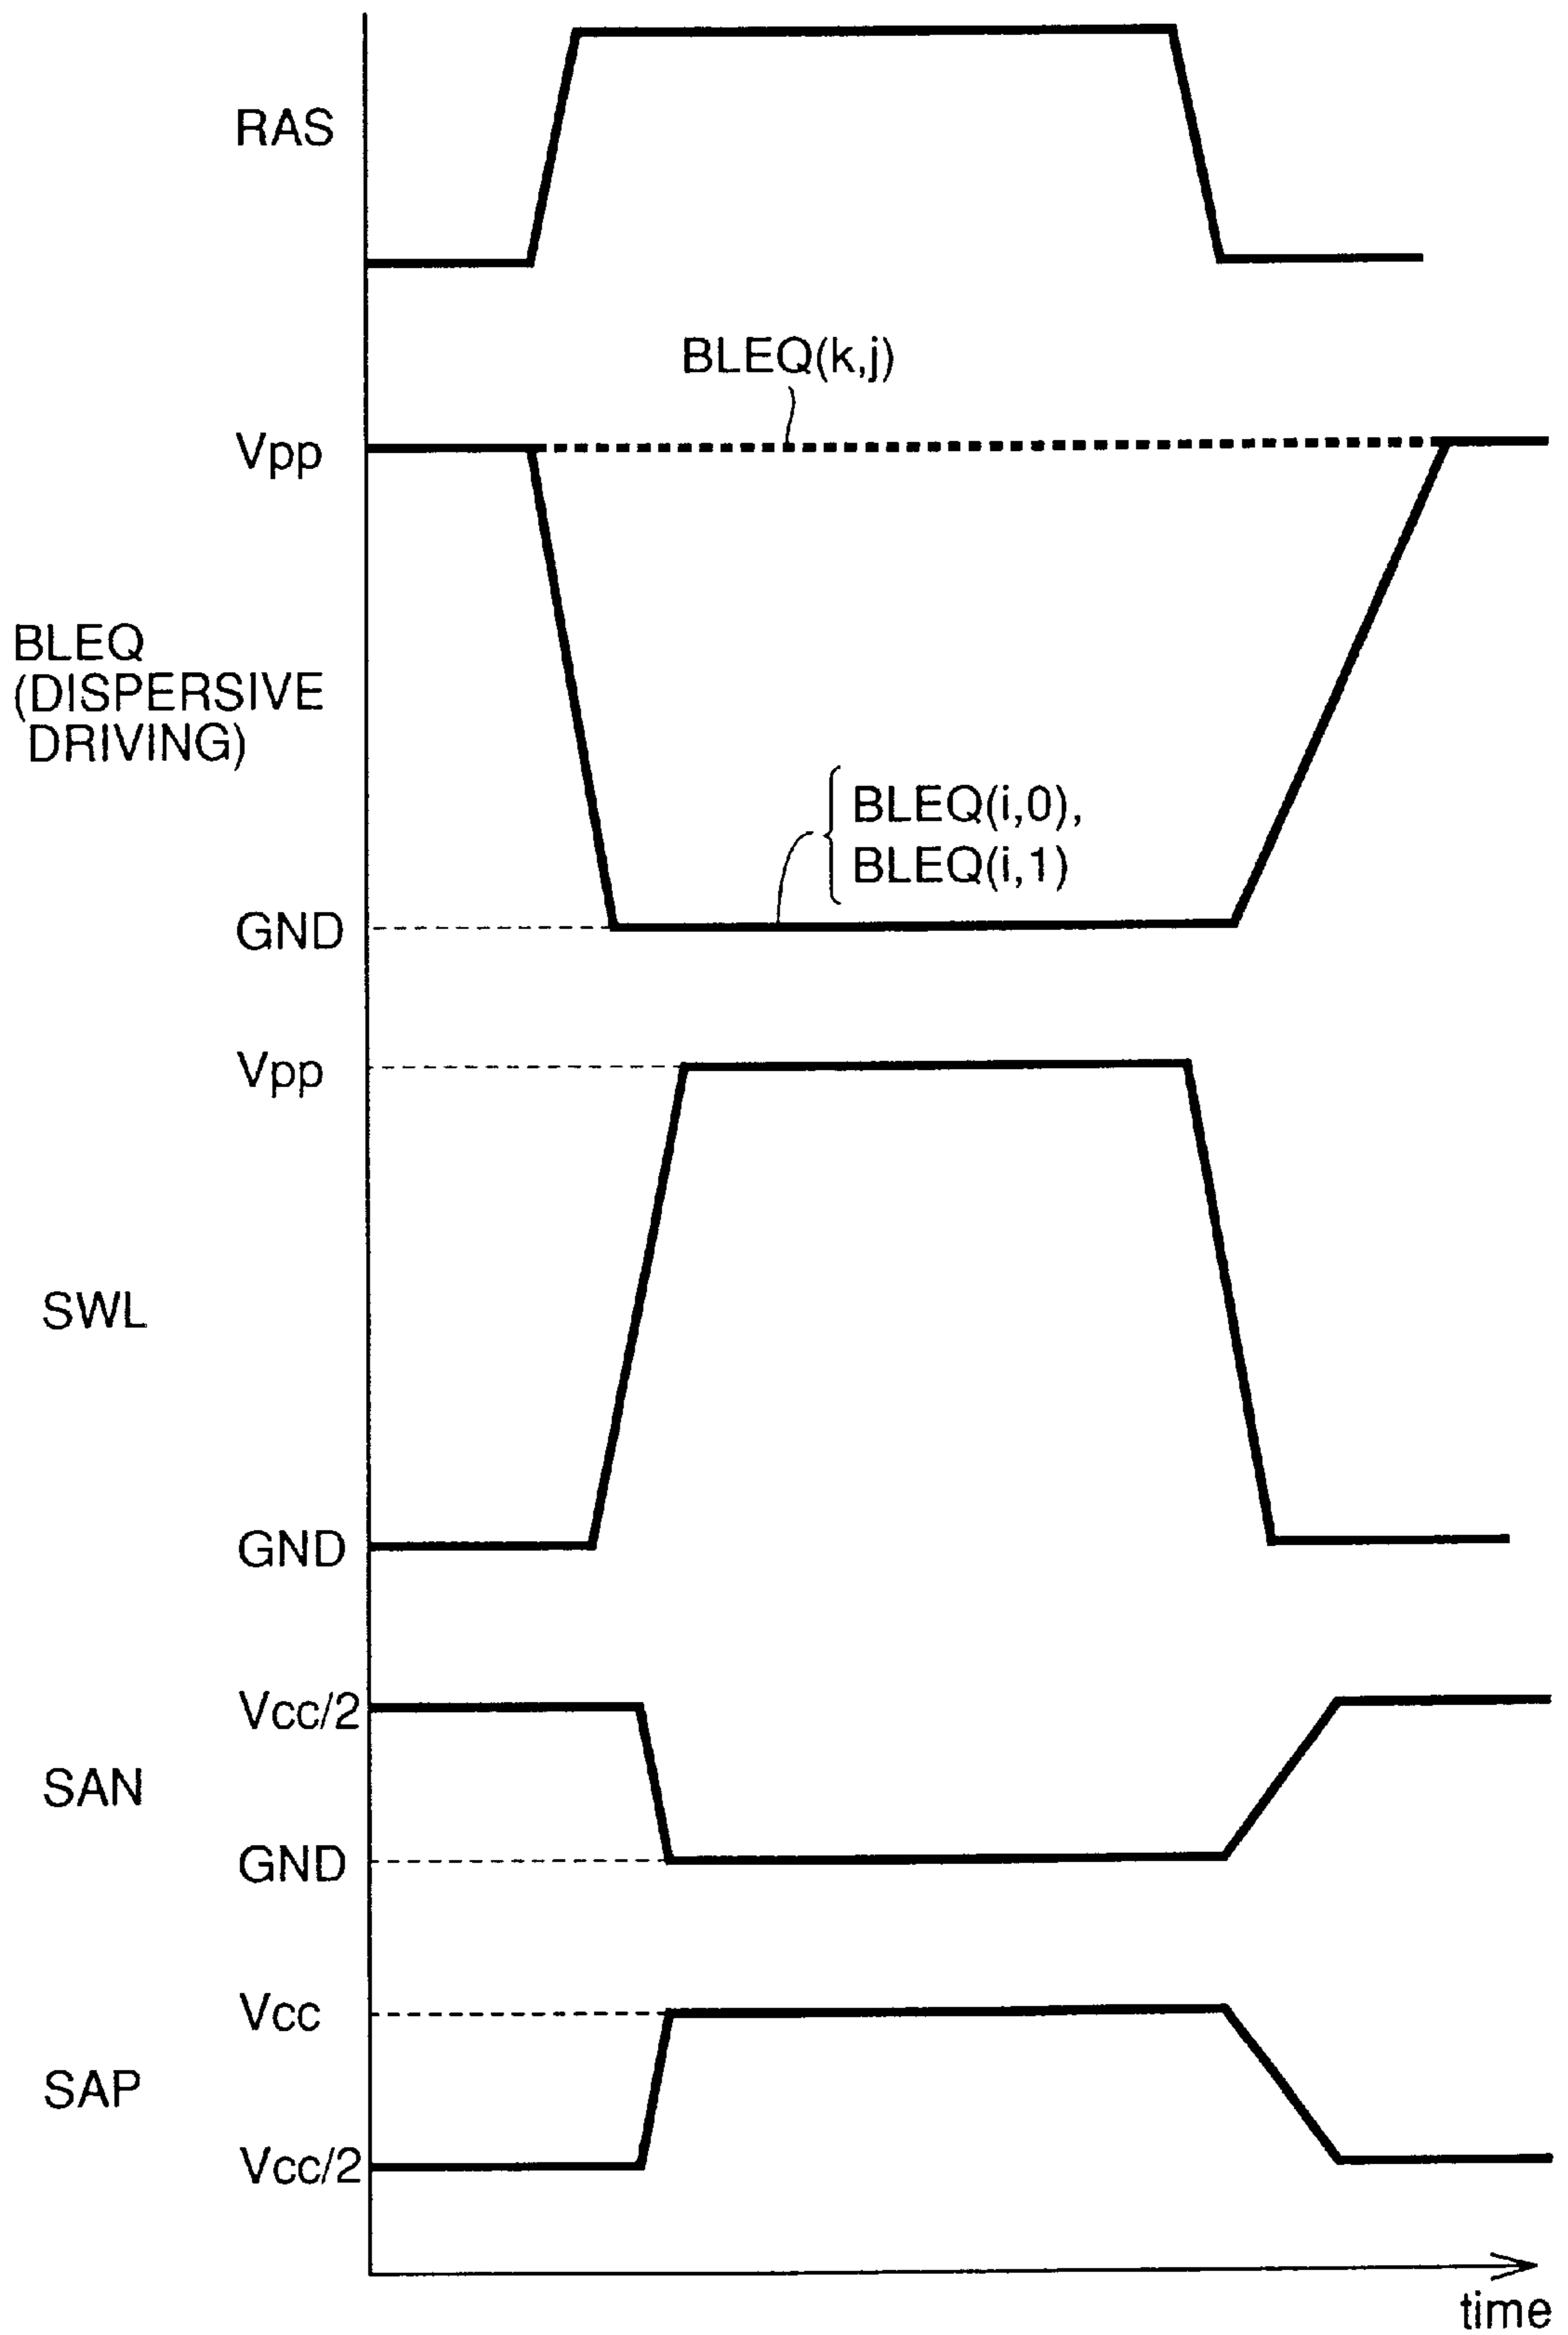 RAS
BLEQ(k,j)
Vpp
BLEQ
(DISPERSIVE
DRIVING)
BLEQ(i,0),
BLEQ(i,1)
GND
Vpp
SWL
GND
Vcc/2
SAN
GND
Vcc
SAP
Vcc/2
time